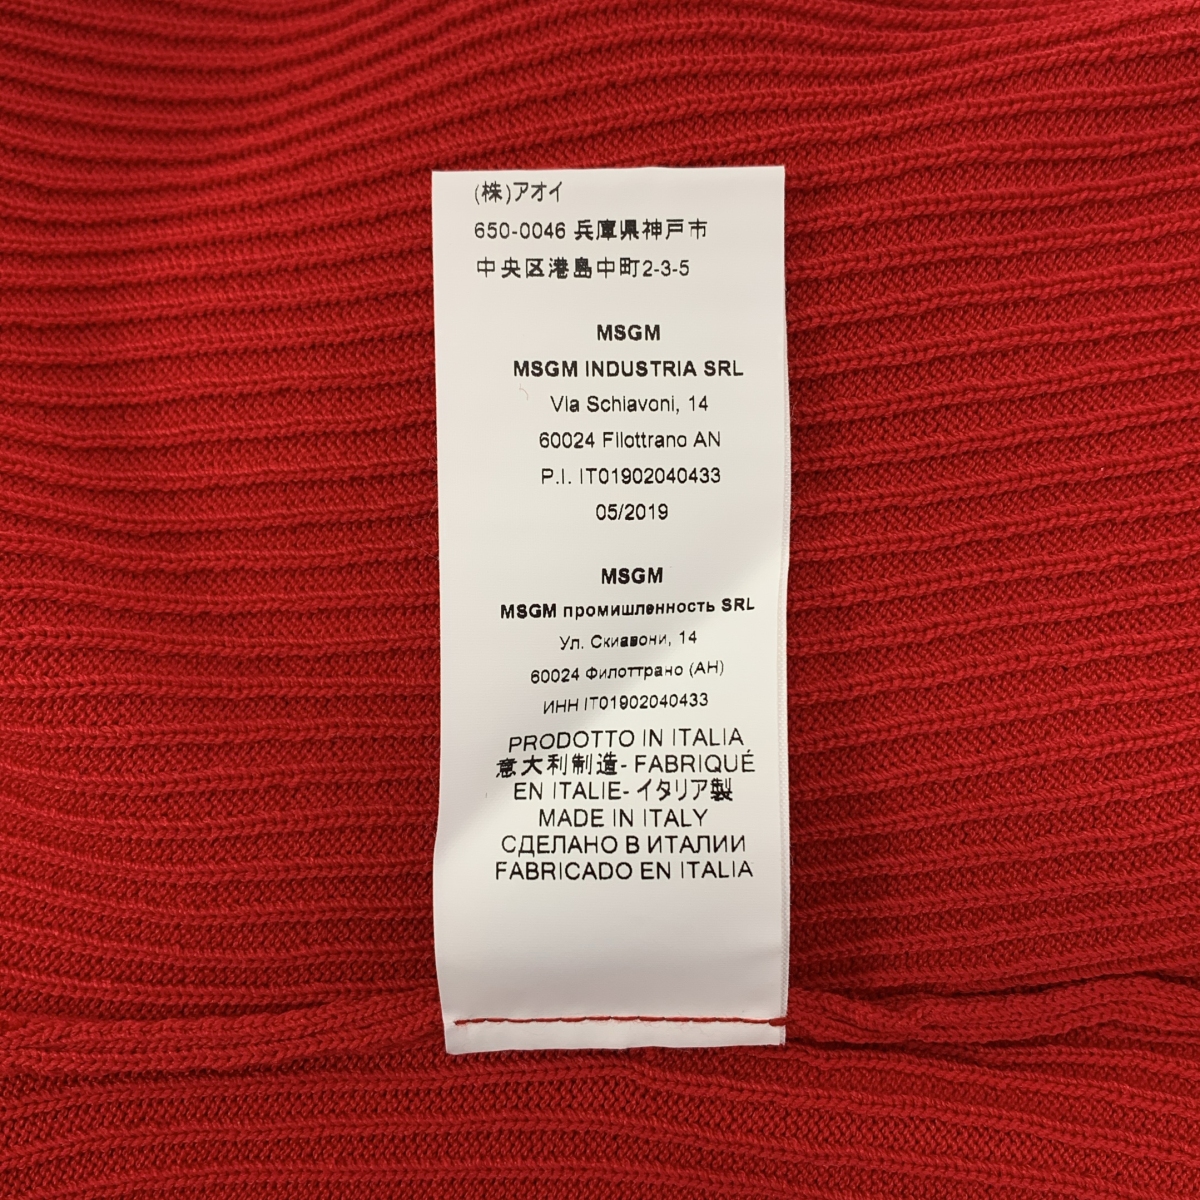 (株)アオイ
650-0046 兵庫県神戸市
中央区港島中町2-3-5
MSGM
MSGM INDUSTRIA SRL
Via Schiavoni, 14
60024 Filottrano AN
P.I. IT01902040433
05/2019
MSGM
MSGM промишленность SRL
Ул. Скиавони, 14
60024 Филоттрано (АН)
ИНН IT01902040433
PRODOTTO IN ITALIA
意大利制造- FABRIQUÉ
EN ITALIE- イタリア製
MADE IN ITALY
СДЕЛАНО В ИТАЛИИ
FABRICADO EN ITALIA